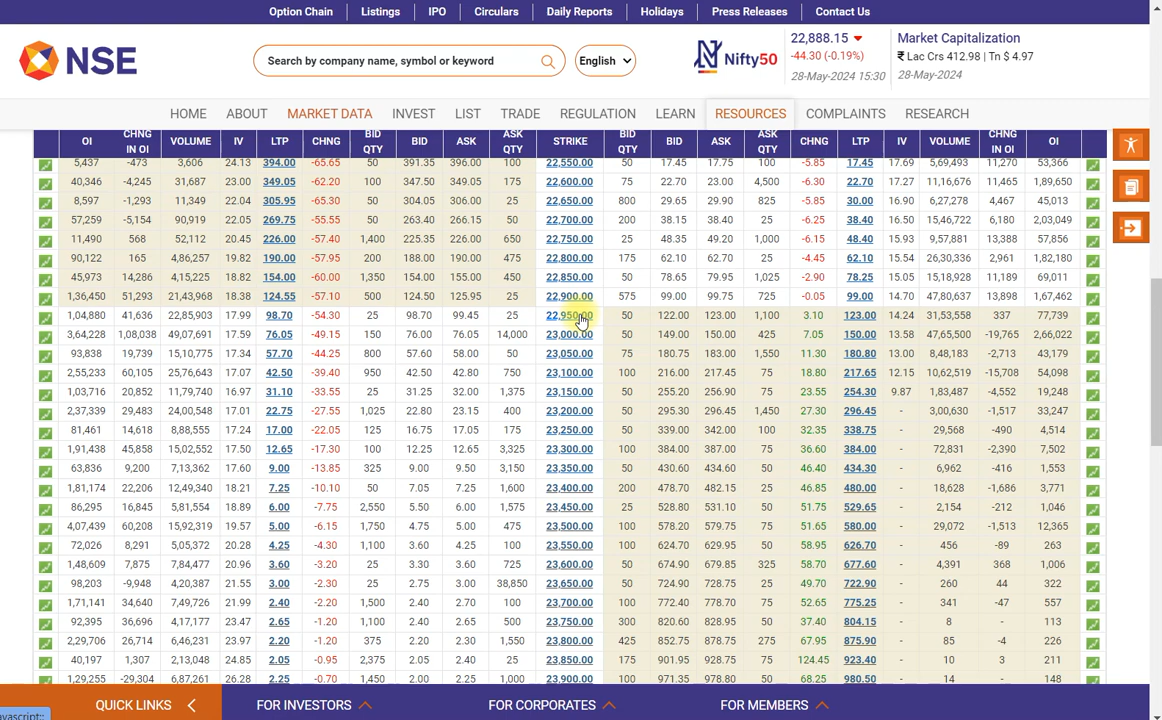 Option Chain Listings IPO Circulars Daily Reports Holidays Press Releases Contact Us
NSE
Search by company name, symbol or keyword
English
Nifty50
22,888.15
-44.30 (-0.19%)
28-May-2024 15:30
Market Capitalization
₹ Lac Crs 412.98 | Tn $ 4.97
28-May-2024
HOME ABOUT MARKET DATA INVEST LIST TRADE REGULATION LEARN RESOURCES COMPLAINTS RESEARCH
OI CHNG IN OI VOLUME IV LTP CHNG BID QTY BID ASK ASK QTY STRIKE BID QTY BID ASK ASK QTY CHNG LTP IV VOLUME CHNG IN OI OI
5,437 -473 3,606 24.13 394.00 -65.65 50 391.35 396.00 100 22,550.00 50 17.45 17.75 100 -5.85 17.45 17.69 5,69,493 11,270 53,366
40,346 -4,245 31,687 23.00 349.05 -62.20 100 347.50 349.05 175 22,600.00 75 22.70 23.00 4,500 -6.30 22.70 17.27 11,16,676 11,465 1,89,650
8,597 -1,293 11,349 22.04 305.95 -65.30 50 304.05 306.00 25 22,650.00 800 29.65 29.90 825 -5.85 30.00 16.90 6,27,278 4,467 45,013
57,259 -5,154 90,919 22.05 269.75 -55.55 50 263.40 266.15 50 22,700.00 200 38.15 38.40 25 -6.25 38.40 16.50 15,46,722 6,180 2,03,049
11,490 568 52,112 20.45 226.00 -57.40 1,400 225.35 226.00 650 22,750.00 25 48.35 49.20 1,000 -6.15 48.40 15.93 9,57,881 13,388 57,856
90,122 165 4,86,257 19.82 190.00 -57.95 200 188.00 190.00 475 22,800.00 175 62.10 62.70 25 -4.45 62.10 15.54 26,30,336 2,961 1,82,180
45,973 14,286 4,15,225 18.82 154.00 -60.00 1,350 154.00 155.00 450 22,850.00 50 78.65 79.95 1,025 -2.90 78.25 15.05 15,18,928 11,189 69,011
1,36,450 51,293 21,43,968 18.38 124.55 -57.10 500 124.50 125.95 25 22,900.00 575 99.00 99.75 725 -0.05 99.00 14.70 47,80,637 13,898 1,67,462
1,04,880 41,636 22,85,903 17.99 98.70 -54.30 25 98.70 99.45 25 22,950.00 50 122.00 123.00 1,100 3.10 123.00 14.24 31,53,558 337 77,739
3,64,228 1,08,038 49,07,691 17.59 76.05 -49.15 150 76.00 76.05 14,000 23,000.00 50 149.00 150.00 425 7.05 150.00 13.58 47,65,500 -19,765 2,66,022
93,838 19,739 15,10,775 17.34 57.70 -44.25 800 57.60 58.00 50 23,050.00 75 180.75 183.00 1,550 11.30 180.80 13.00 8,48,183 -2,713 43,179
2,55,233 60,105 25,76,643 17.07 42.50 -39.40 950 42.50 42.80 750 23,100.00 100 216.00 217.45 75 18.80 217.65 12.15 10,62,519 -15,708 54,098
1,03,716 20,852 11,79,740 16.97 31.10 -33.55 25 31.25 32.00 1,375 23,150.00 50 255.20 256.90 75 23.55 254.30 9.87 1,83,487 -4,552 19,248
2,37,339 29,483 24,00,548 17.01 22.75 -27.55 1,025 22.80 23.15 400 23,200.00 50 295.30 296.45 1,450 27.30 296.45 - 3,00,630 -1,517 33,247
81,461 14,618 8,88,555 17.24 17.00 -22.05 125 16.75 17.05 175 23,250.00 50 339.00 342.00 100 32.35 338.75 - 29,568 -490 4,514
1,91,438 45,858 15,02,552 17.50 12.65 -17.30 100 12.25 12.65 3,325 23,300.00 100 384.00 387.00 75 36.60 384.00 - 72,831 -2,390 7,502
63,836 9,200 7,13,362 17.60 9.00 -13.85 325 9.00 9.50 3,150 23,350.00 50 430.60 434.60 50 46.40 434.30 - 6,962 -416 1,553
1,81,174 22,206 12,49,340 18.21 7.25 -10.10 50 7.05 7.25 1,600 23,400.00 200 478.70 482.15 25 46.85 480.00 - 18,628 -1,686 3,771
86,295 16,845 5,81,554 18.89 6.00 -7.75 2,550 5.50 6.00 1,575 23,450.00 25 528.80 531.10 50 51.75 529.65 - 2,154 -212 1,046
4,07,439 60,208 15,92,319 19.57 5.00 -6.15 1,750 4.75 5.00 475 23,500.00 100 578.20 579.75 75 51.65 580.00 - 29,072 -1,513 12,365
72,026 8,291 5,05,372 20.28 4.25 -4.30 1,100 3.60 4.25 100 23,550.00 100 624.70 629.95 50 58.95 626.70 - 456 -89 263
1,48,609 7,875 7,84,477 20.96 3.60 -3.20 25 3.30 3.60 725 23,600.00 50 674.90 679.85 325 58.70 677.60 - 4,391 368 1,006
98,203 -9,948 4,20,387 21.55 3.00 -2.30 25 2.75 3.00 38,850 23,650.00 50 724.90 728.75 25 49.70 722.90 - 260 44 322
1,71,141 34,640 7,49,726 21.99 2.40 -2.20 1,500 2.40 2.70 100 23,700.00 100 772.40 778.70 75 52.65 775.25 - 341 -47 557
92,395 36,696 4,17,177 23.47 2.65 -1.20 1,100 2.40 2.65 500 23,750.00 300 820.60 828.95 50 37.40 804.15 - 8 - 113
2,29,706 26,714 6,46,231 23.97 2.20 -1.20 375 2.20 2.30 1,550 23,800.00 425 852.75 878.25 275 67.95 875.90 - 85 -4 226
40,197 1,307 2,13,048 24.85 2.05 -0.95 2,375 2.05 2.40 25 23,850.00 175 901.95 928.75 75 124.45 923.40 - 10 3 211
1,29,255 -29,304 6,87,261 26.28 2.25 -0.70 1,450 2.00 2.25 1,000 23,900.00 100 971.35 978.80 50 68.25 980.50 - 14 - 148
QUICK LINKS FOR INVESTORS FOR CORPORATES FOR MEMBERS
avascript:;